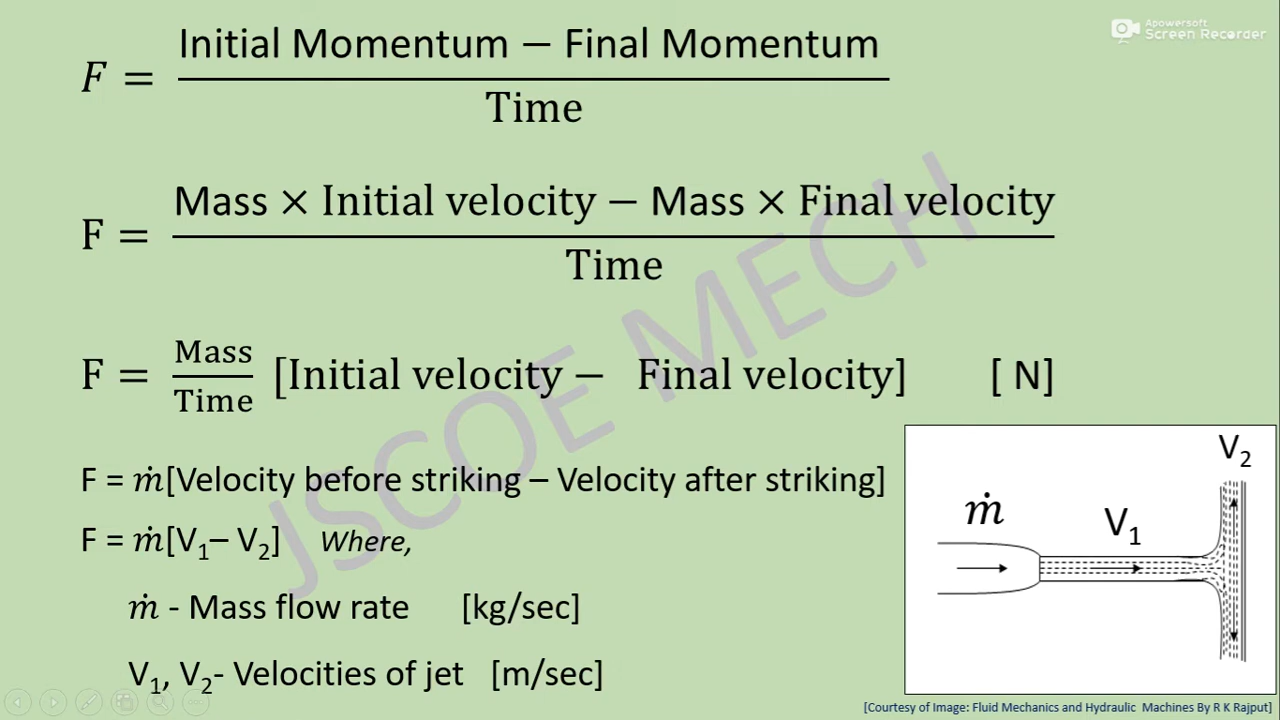 Apowersoft
Screen Recorder
F = Initial Momentum − Final Momentum
Time
F = Mass × Initial velocity − Mass × Final velocity
Time
F = Mass/Time [Initial velocity − Final velocity] [ N]
F = ṁ[Velocity before striking – Velocity after striking]
F = ṁ[V₁– V₂] Where,
ṁ - Mass flow rate [kg/sec]
V₁, V₂- Velocities of jet [m/sec]
JSCOE MECH
V₂
ṁ
V₁
[Courtesy of Image: Fluid Mechanics and Hydraulic Machines By R K Rajput]